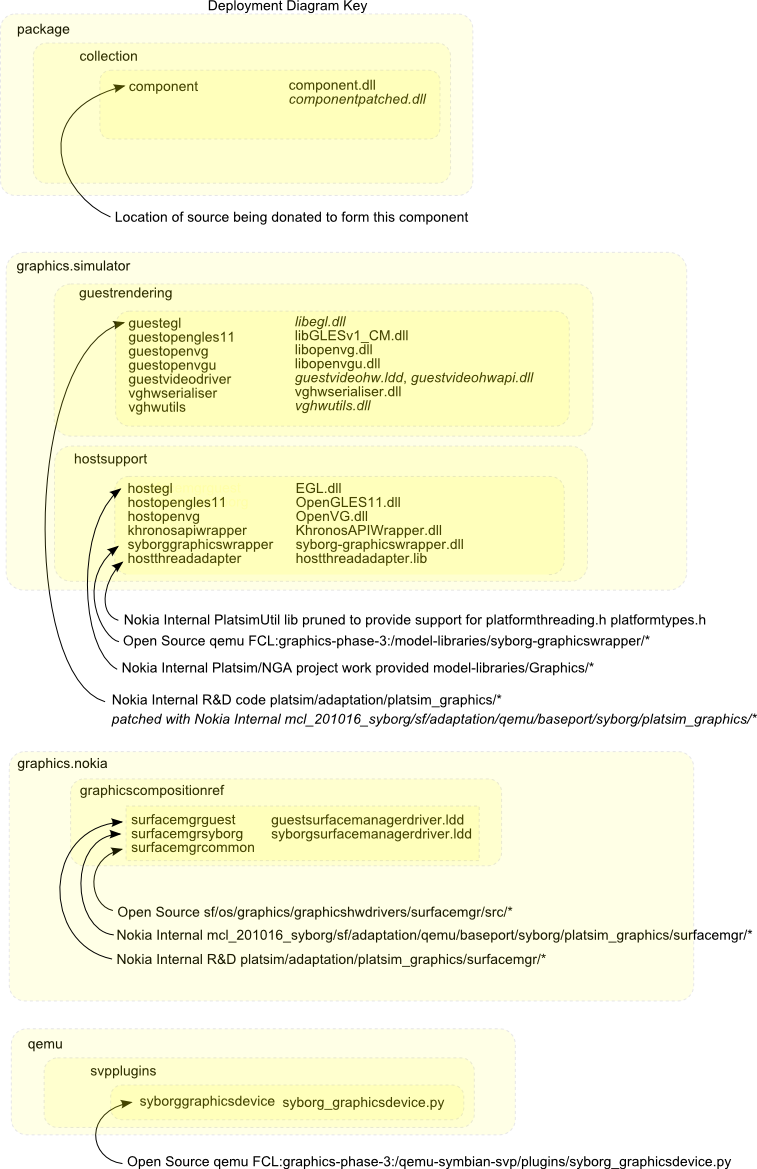 Deployment Diagram Key
package
collection
component component.dll
componentpatched.dll
Location of source being donated to form this component
graphics.simulator
guestrendering
guestegl libegl.dll
guestopengles11 libGLESv1_CM.dll
guestopenvg libopenvg.dll
guestopenvgu libopenvgu.dll
guestvideodriver guestvideohw.ldd, guestvideohwapi.dll
vghwserialiser vghwserialiser.dll
vghwutils vghwutils.dll
hostsupport
hostegl EGL.dll
hostopengles11 OpenGLES11.dll
hostopenvg OpenVG.dll
khronosapiwrapper KhronosAPIWrapper.dll
syborggraphicswrapper syborg-graphicswrapper.dll
hostthreadadapter hostthreadadapter.lib
Nokia Internal PlatsimUtil lib pruned to provide support for platformthreading.h platformtypes.h
Open Source qemu FCL:graphics-phase-3:/model-libraries/syborg-graphicswrapper/*
Nokia Internal Platsim/NGA project work provided model-libraries/Graphics/*
Nokia Internal R&D code platsim/adaptation/platsim_graphics/*
patched with Nokia Internal mcl_201016_syborg/sf/adaptation/qemu/baseport/syborg/platsim_graphics/*
graphics.nokia
graphicscompositionref
surfacemgrguest guestsurfacemanagerdriver.ldd
surfacemgrsyborg syborgsurfacemanagerdriver.ldd
surfacemgrcommon
Open Source sf/os/graphics/graphicshwdrivers/surfacemgr/src/*
Nokia Internal mcl_201016_syborg/sf/adaptation/qemu/baseport/syborg/platsim_graphics/surfacemgr/*
Nokia Internal R&D platsim/adaptation/platsim_graphics/surfacemgr/*
qemu
svpplugins
syborggraphicsdevice syborg_graphicsdevice.py
Open Source qemu FCL:graphics-phase-3:/qemu-symbian-svp/plugins/syborg_graphicsdevice.py